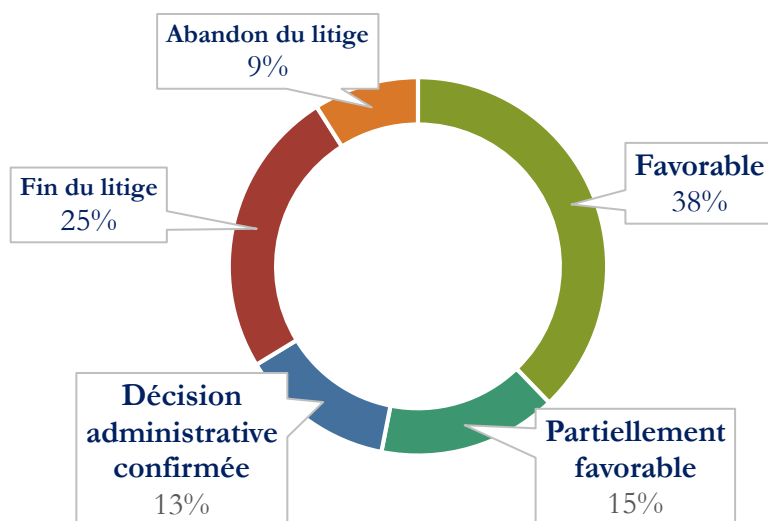 Abandon du litige
9%
Favorable
38%
Fin du litige
25%
Décision
administrative
confirmée
13%
Partiellement
favorable
15%